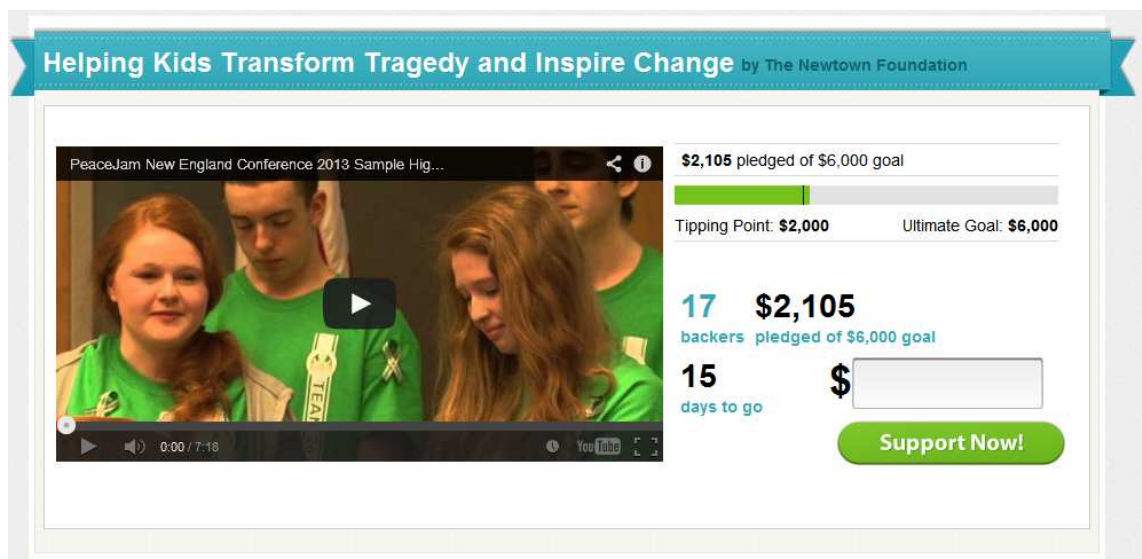 Helping Kids Transform Tragedy and Inspire Change by The Newtown Foundation
PeaceJam New England Conference 2013 Sample Hig...
TEAM
0:00 / 7:18
YouTube
$2,105 pledged of $6,000 goal
Tipping Point: $2,000 Ultimate Goal: $6,000
17 $2,105
backers pledged of $6,000 goal
15 $
days to go
Support Now!